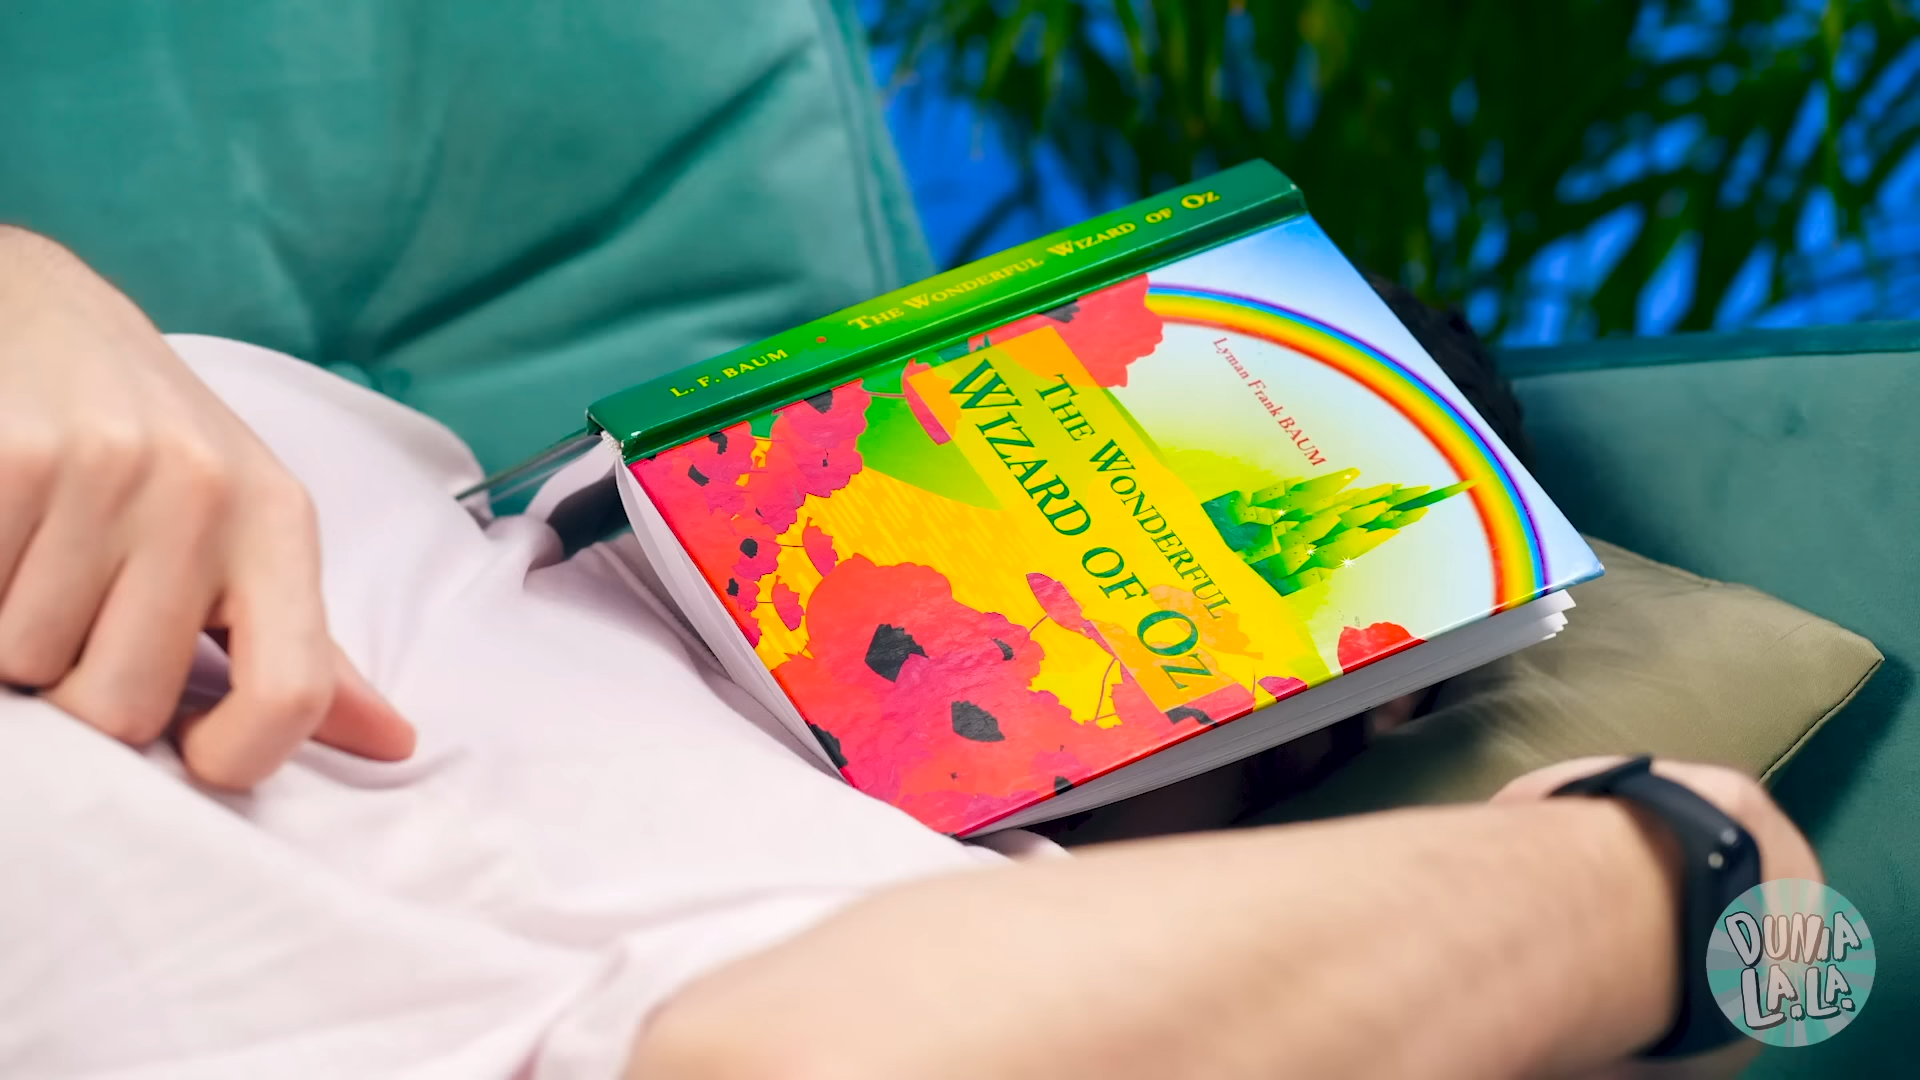 L. F. BAUM • THE WONDERFUL WIZARD OF OZ
Lyman Frank BAUM
THE WONDERFUL
WIZARD OF OZ
DUNIA
LA.LA.